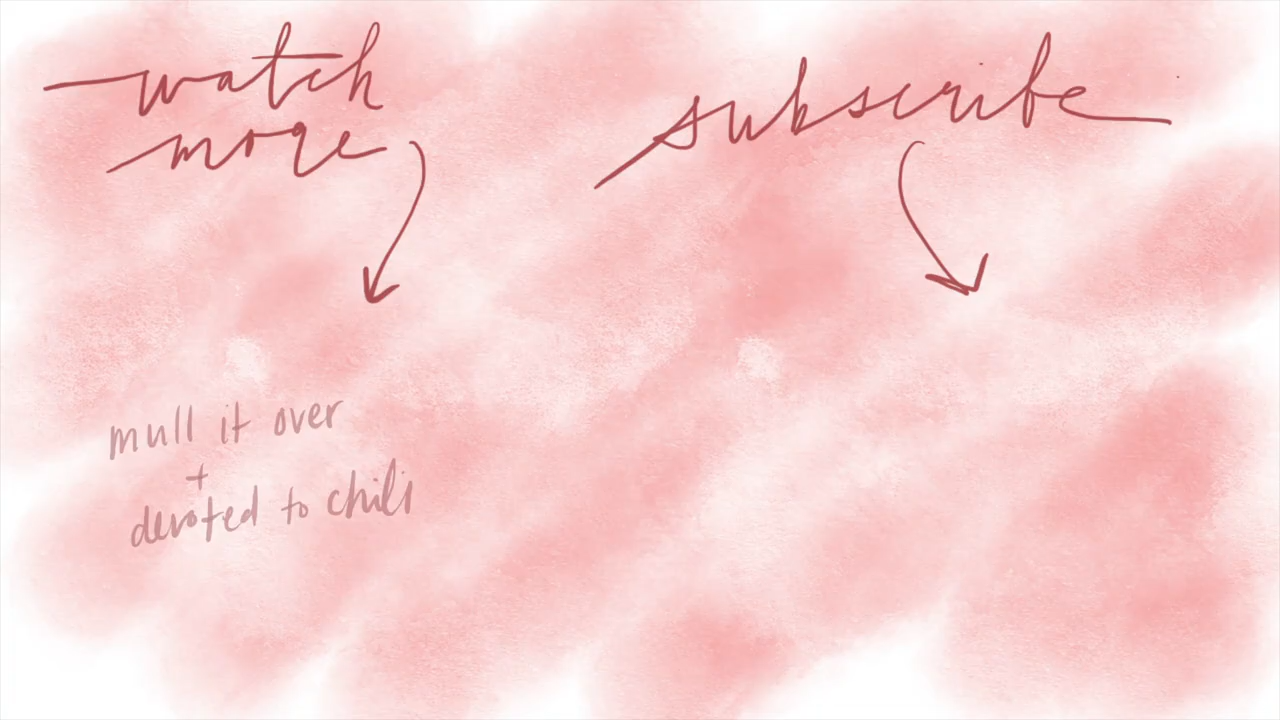 watch
more
subscribe
mull it over
+
devoted to chili